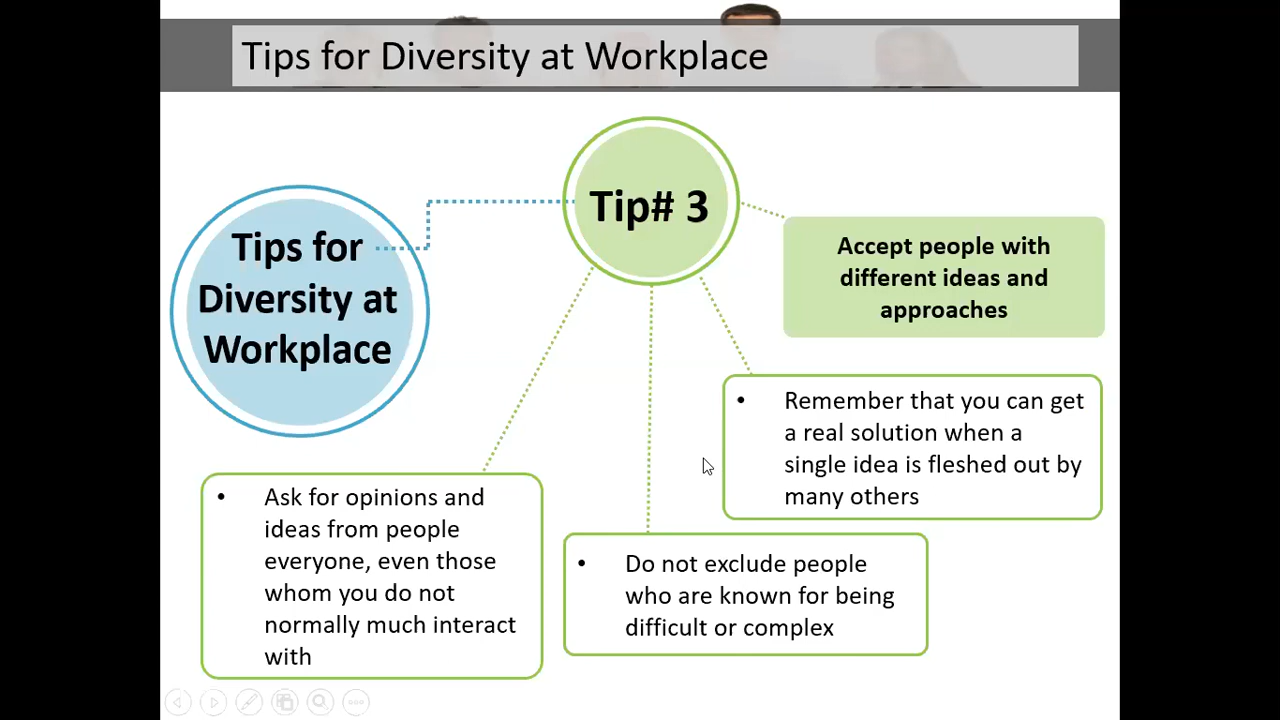 Tips for Diversity at Workplace
Tips for
Diversity at
Workplace
Tip# 3
Accept people with
different ideas and
approaches
• Remember that you can get
a real solution when a
single idea is fleshed out by
many others
• Ask for opinions and
ideas from people
everyone, even those
whom you do not
normally much interact
with
• Do not exclude people
who are known for being
difficult or complex